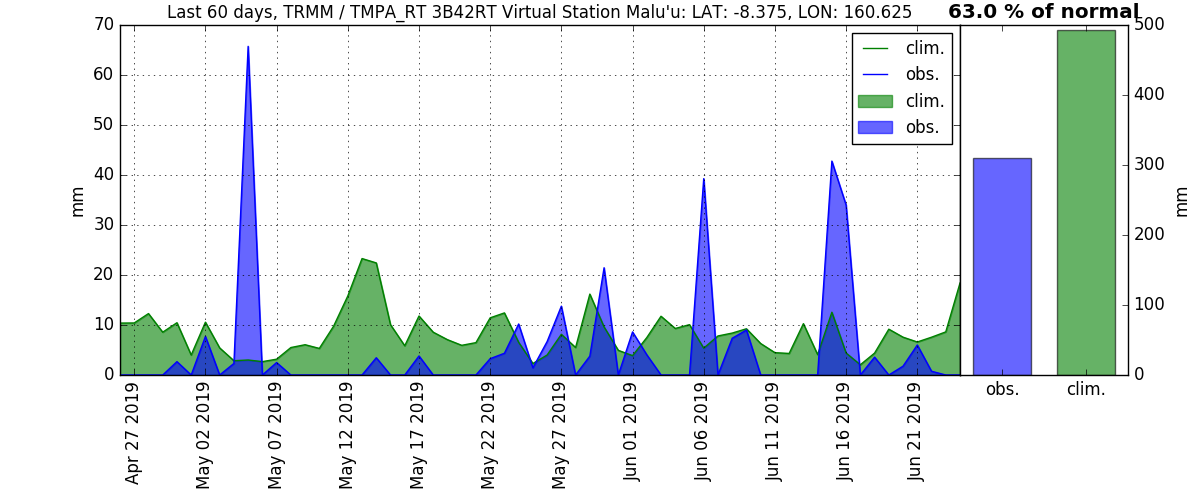 Last 60 days, TRMM / TMPA_RT 3B42RT Virtual Station Malu'u: LAT: -8.375, LON: 160.625
63.0 % of normal
70
60
50
40
30
20
10
0
mm
clim.
obs.
clim.
obs.
Apr 27 2019
May 02 2019
May 07 2019
May 12 2019
May 17 2019
May 22 2019
May 27 2019
Jun 01 2019
Jun 06 2019
Jun 11 2019
Jun 16 2019
Jun 21 2019
500
400
300
200
100
0
mm
obs.
clim.